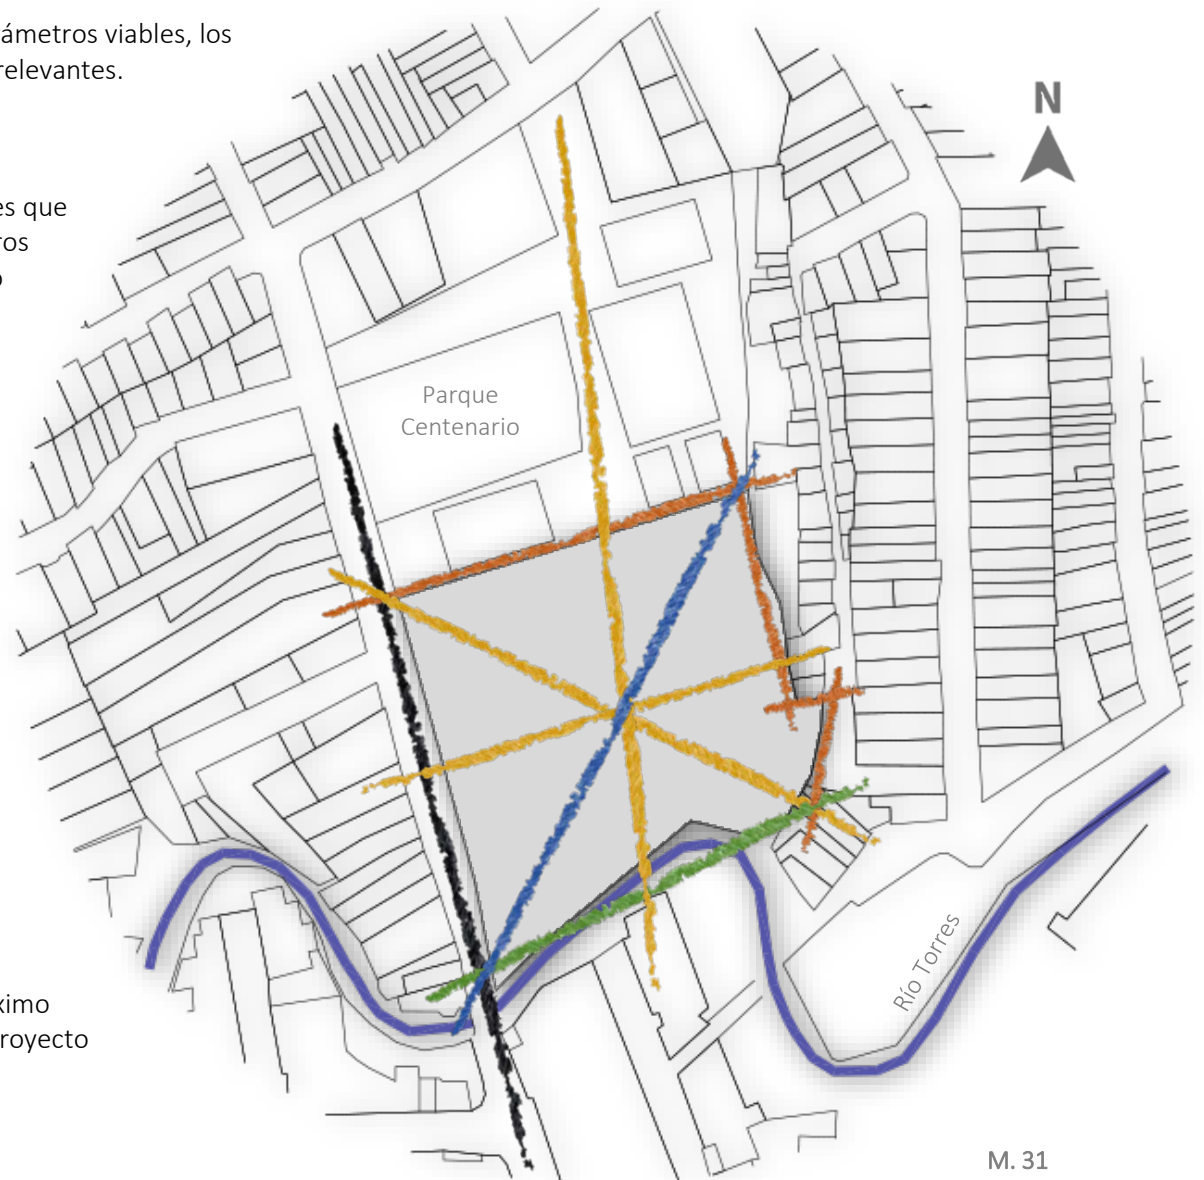 ámetros viables, los
relevantes.
N
es que
ros
o
Parque
Centenario
Río Torres
ximo
royecto
M. 31